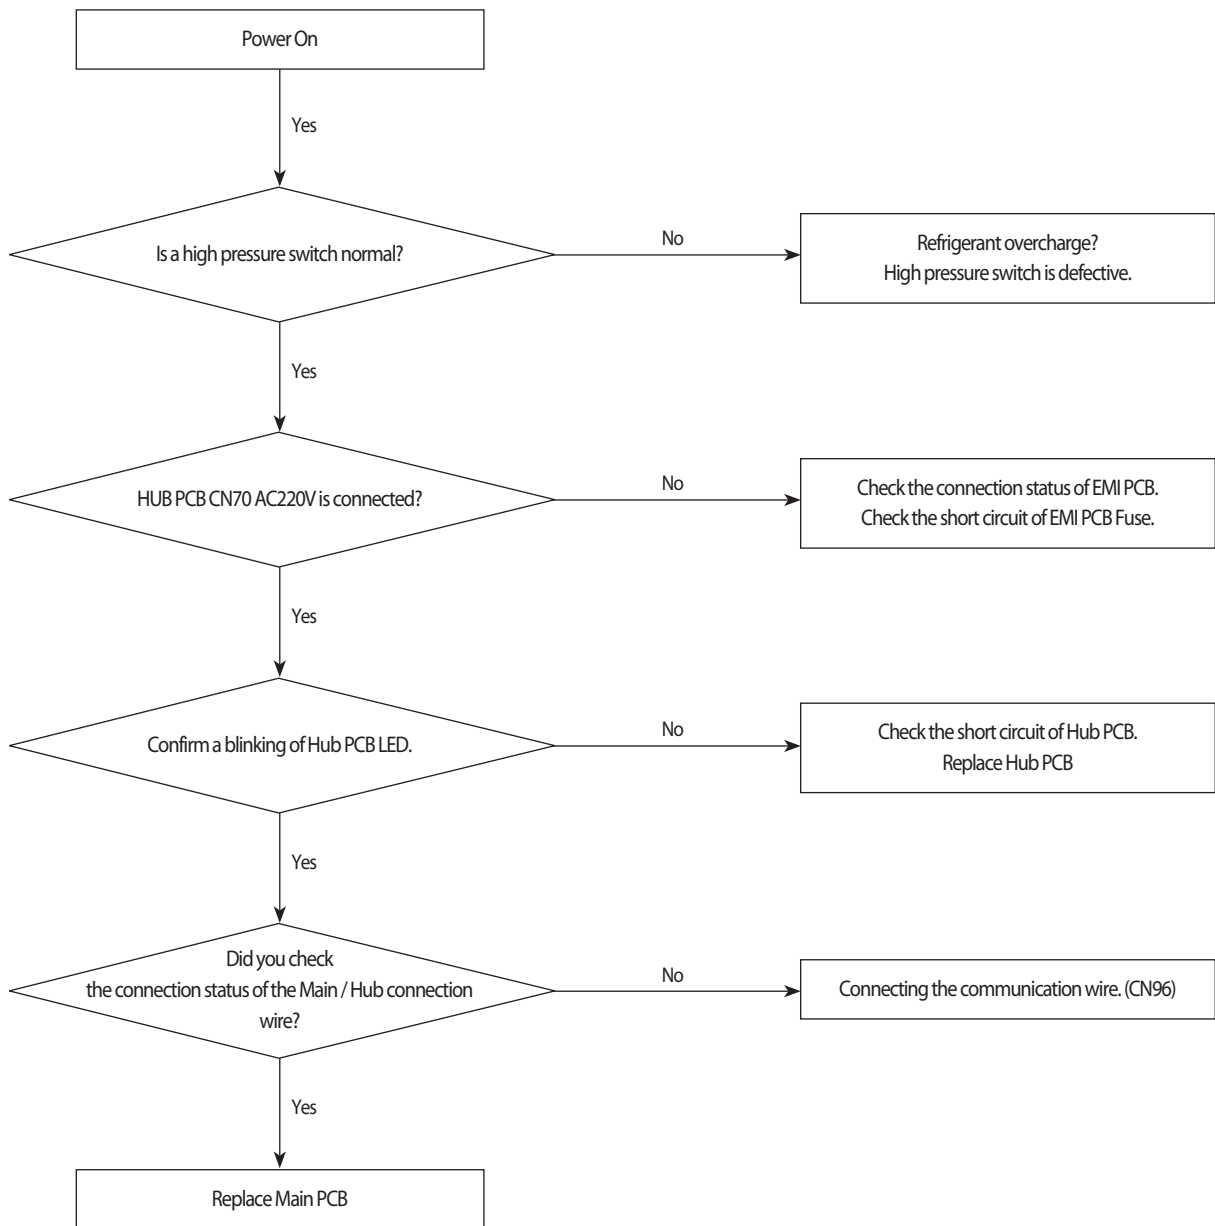 Power On
Yes
Is a high pressure switch normal?
No
Refrigerant overcharge?
High pressure switch is defective.
Yes
HUB PCB CN70 AC220V is connected?
No
Check the connection status of EMI PCB.
Check the short circuit of EMI PCB Fuse.
Yes
Confirm a blinking of Hub PCB LED.
No
Check the short circuit of Hub PCB.
Replace Hub PCB
Yes
Did you check
the connection status of the Main / Hub connection
wire?
No
Connecting the communication wire. (CN96)
Yes
Replace Main PCB